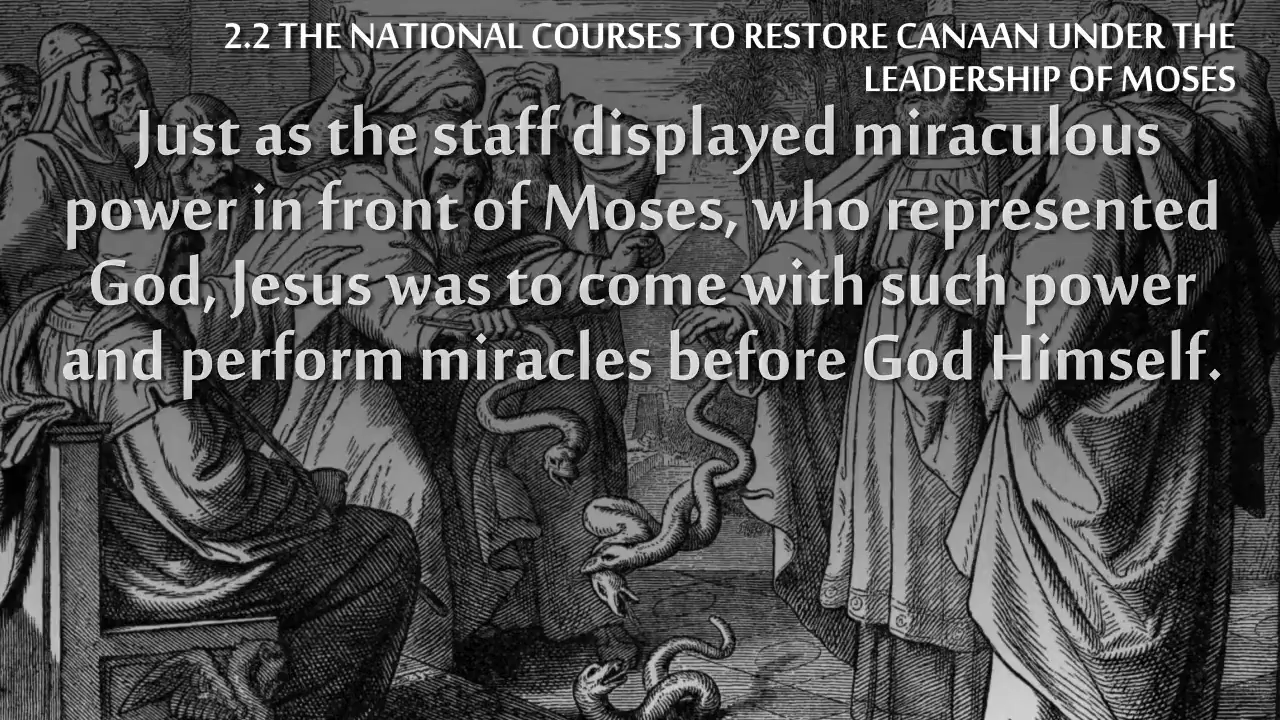 2.2 THE NATIONAL COURSES TO RESTORE CANAAN UNDER THE
LEADERSHIP OF MOSES
Just as the staff displayed miraculous
power in front of Moses, who represented
God, Jesus was to come with such power
and perform miracles before God Himself.